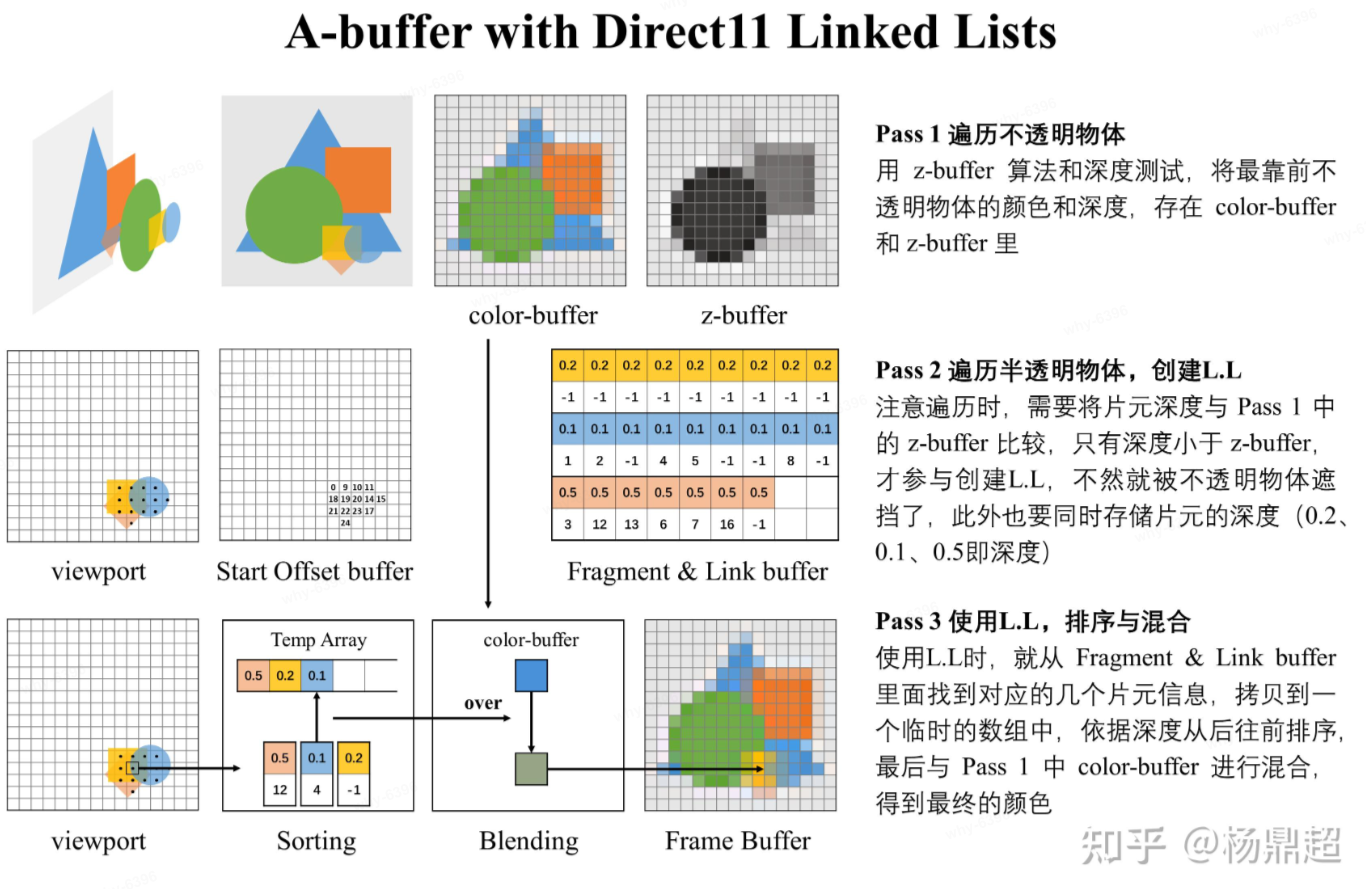 A-buffer with Direct11 Linked Lists
color-buffer
z-buffer
Pass 1 遍历不透明物体
用 z-buffer 算法和深度测试，将最靠前不
透明物体的颜色和深度，存在 color-buffer
和 z-buffer 里
0 9 10 11
18 19 20 14 15
21 22 23 17
24
0.2 0.2 0.2 0.2 0.2 0.2 0.2 0.2 0.2
-1 -1 -1 -1 -1 -1 -1 -1 -1
0.1 0.1 0.1 0.1 0.1 0.1 0.1 0.1 0.1
1 2 -1 4 5 -1 -1 8 -1
0.5 0.5 0.5 0.5 0.5 0.5 0.5
3 12 13 6 7 16 -1
viewport
Start Offset buffer
Fragment & Link buffer
Pass 2 遍历半透明物体，创建L.L
注意遍历时，需要将片元深度与 Pass 1 中
的 z-buffer 比较，只有深度小于 z-buffer，
才参与创建L.L，不然就被不透明物体遮
挡了，此外也要同时存储片元的深度（0.2、
0.1、0.5即深度）
Temp Array
0.5 0.2 0.1
0.5 0.1 0.2
12 4 -1
over
color-buffer
viewport
Sorting
Blending
Frame Buffer
Pass 3 使用L.L，排序与混合
使用L.L时，就从 Fragment & Link buffer
里面找到对应的几个片元信息，拷贝到一
个临时的数组中，依据深度从后往前排序，
最后与 Pass 1 中 color-buffer 进行混合，
得到最终的颜色
知乎 @杨鼎超
why-6396